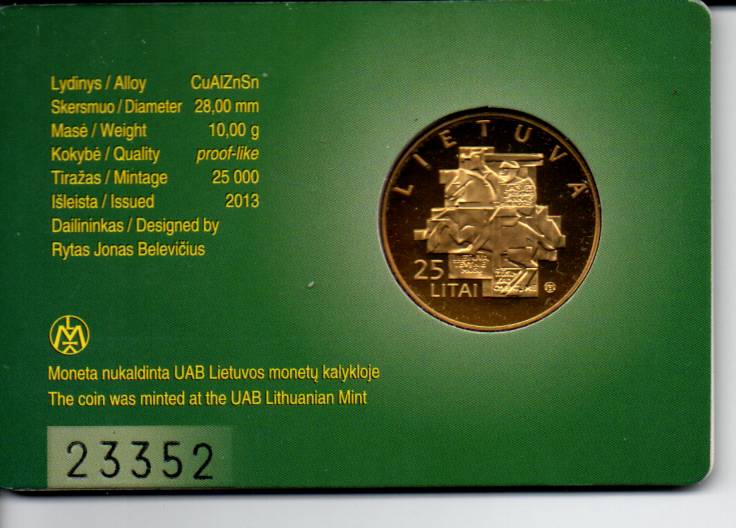 Lydinys / Alloy CuAlZnSn
Skersmuo / Diameter 28,00 mm
Masė / Weight 10,00 g
Kokybė / Quality proof-like
Tiražas / Mintage 25 000
Išleista / Issued 2013
Dailininkas / Designed by
Rytas Jonas Belevičius
LIETUVA
25
LITAI
Moneta nukaldinta UAB Lietuvos monetų kalykloje
The coin was minted at the UAB Lithuanian Mint
23352